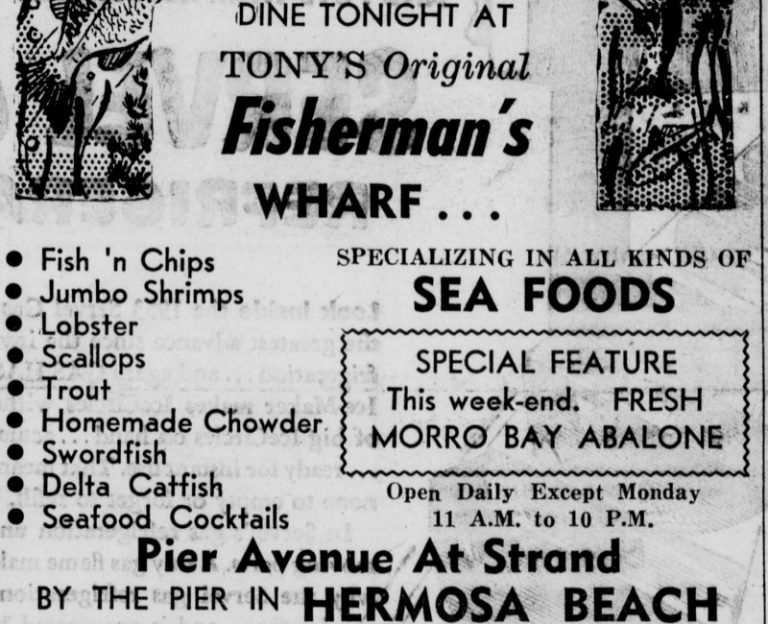 DINE TONIGHT AT
TONY'S Original
Fisherman's
WHARF...
• Fish 'n Chips
• Jumbo Shrimps
• Lobster
• Scallops
• Trout
• Homemade Chowder
• Swordfish
• Delta Catfish
• Seafood Cocktails
SPECIALIZING IN ALL KINDS OF
SEA FOODS
SPECIAL FEATURE
This week-end. FRESH
MORRO BAY ABALONE
Open Daily Except Monday
11 A.M. to 10 P.M.
Pier Avenue At Strand
BY THE PIER IN HERMOSA BEACH